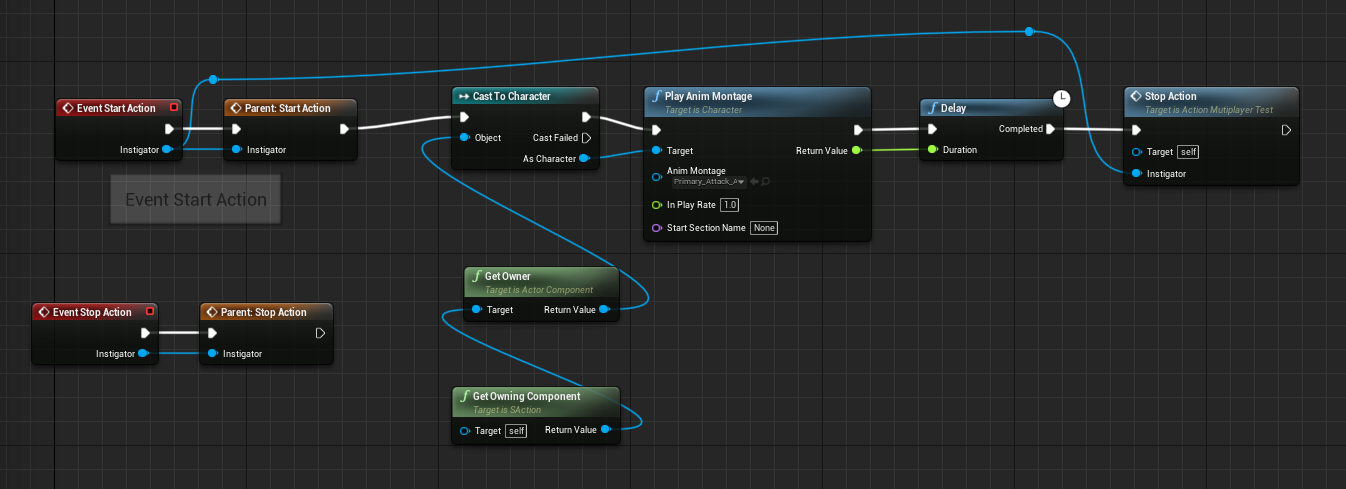 Event Start Action
Instigator
Parent: Start Action
Instigator
Event Start Action
Cast To Character
Object
Cast Failed
As Character
Play Anim Montage
Target is Character
Target
Return Value
Anim Montage
In Play Rate
1.0
Start Section Name
None
Delay
Completed
Duration
Stop Action
Target is Action Mutiplayer Test
Target
self
Instigator
Get Owner
Target is Actor Component
Target
Return Value
Event Stop Action
Instigator
Parent: Stop Action
Instigator
Get Owning Component
Target is SAction
Target
self
Return Value